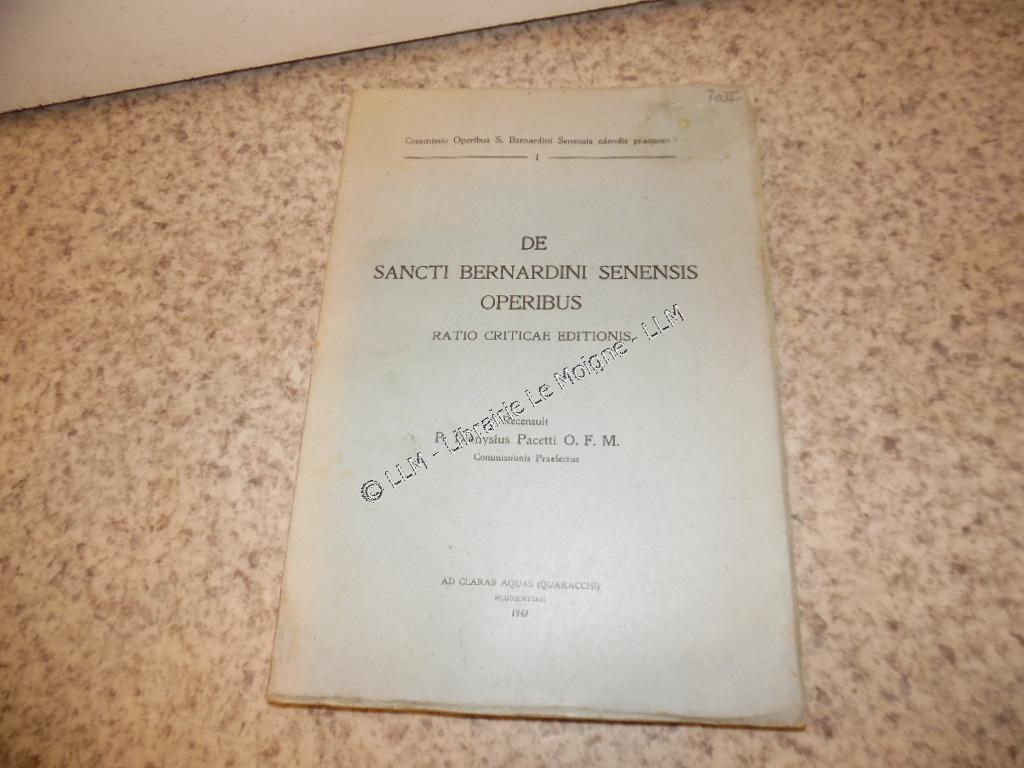 Commissio Operibus S. Bernardini Senensis edendis
I
DE
SANCTI BERNARDINI SENENSIS
OPERIBUS
RATIO CRITICAE EDITIONIS
Recensuit
P. Dionysius Pacetti O. F. M.
Commissionis Praefectus
AD CLARAS AQUAS (QUARACCHI)
FLORENTIAE
1947
© LLM - Librairie Le Moigne - LLM